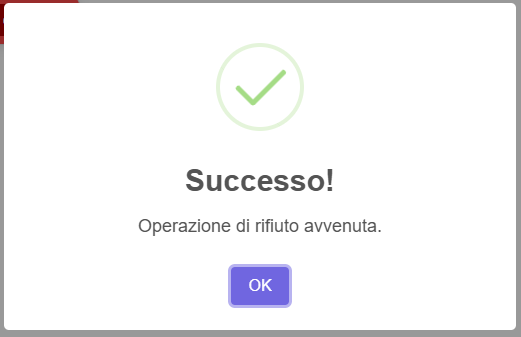 Successo!
Operazione di rifiuto avvenuta.
OK